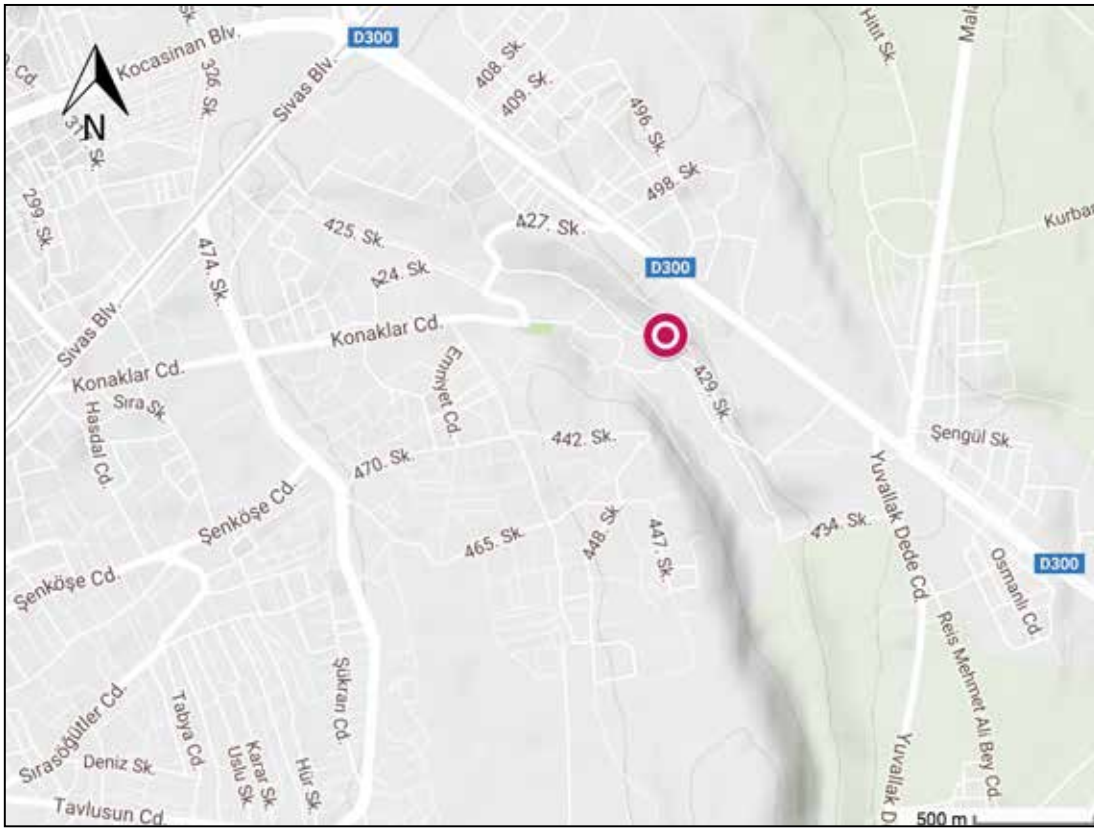 Kocasinan Blv.
D300
Hitit Sk.
Mala
Cd.
326. Sk.
Sivas Blv.
408. Sk.
409. Sk.
496. Sk.
N
Sk.
498. Sk
299. Sk.
425. Sk.
427. Sk.
Kurban
474. Sk.
424. Sk.
D300
Sivas Blv.
Konaklar Cd.
Konaklar Cd.
Emniyet Cd.
429. Sk.
Sıra Sk
Hasdal Cd.
442. Sk.
Şengül Sk.
470. Sk.
Yuvallak Dede Cd.
Şenköşe Cd.
465. Sk.
448. Sk.
447. Sk.
434. Sk.
Osmanlı Cd
D300
Şenköşe Cd.
Reis Mehmet Ali Bey Cd.
Şükran Cd.
Sırasöğütler Cd.
Tabya Cd.
Karar Sk.
Uslu Sk.
Hür Sk.
Deniz Sk.
Yuvallak D
Tavlusun Cd.
500 m